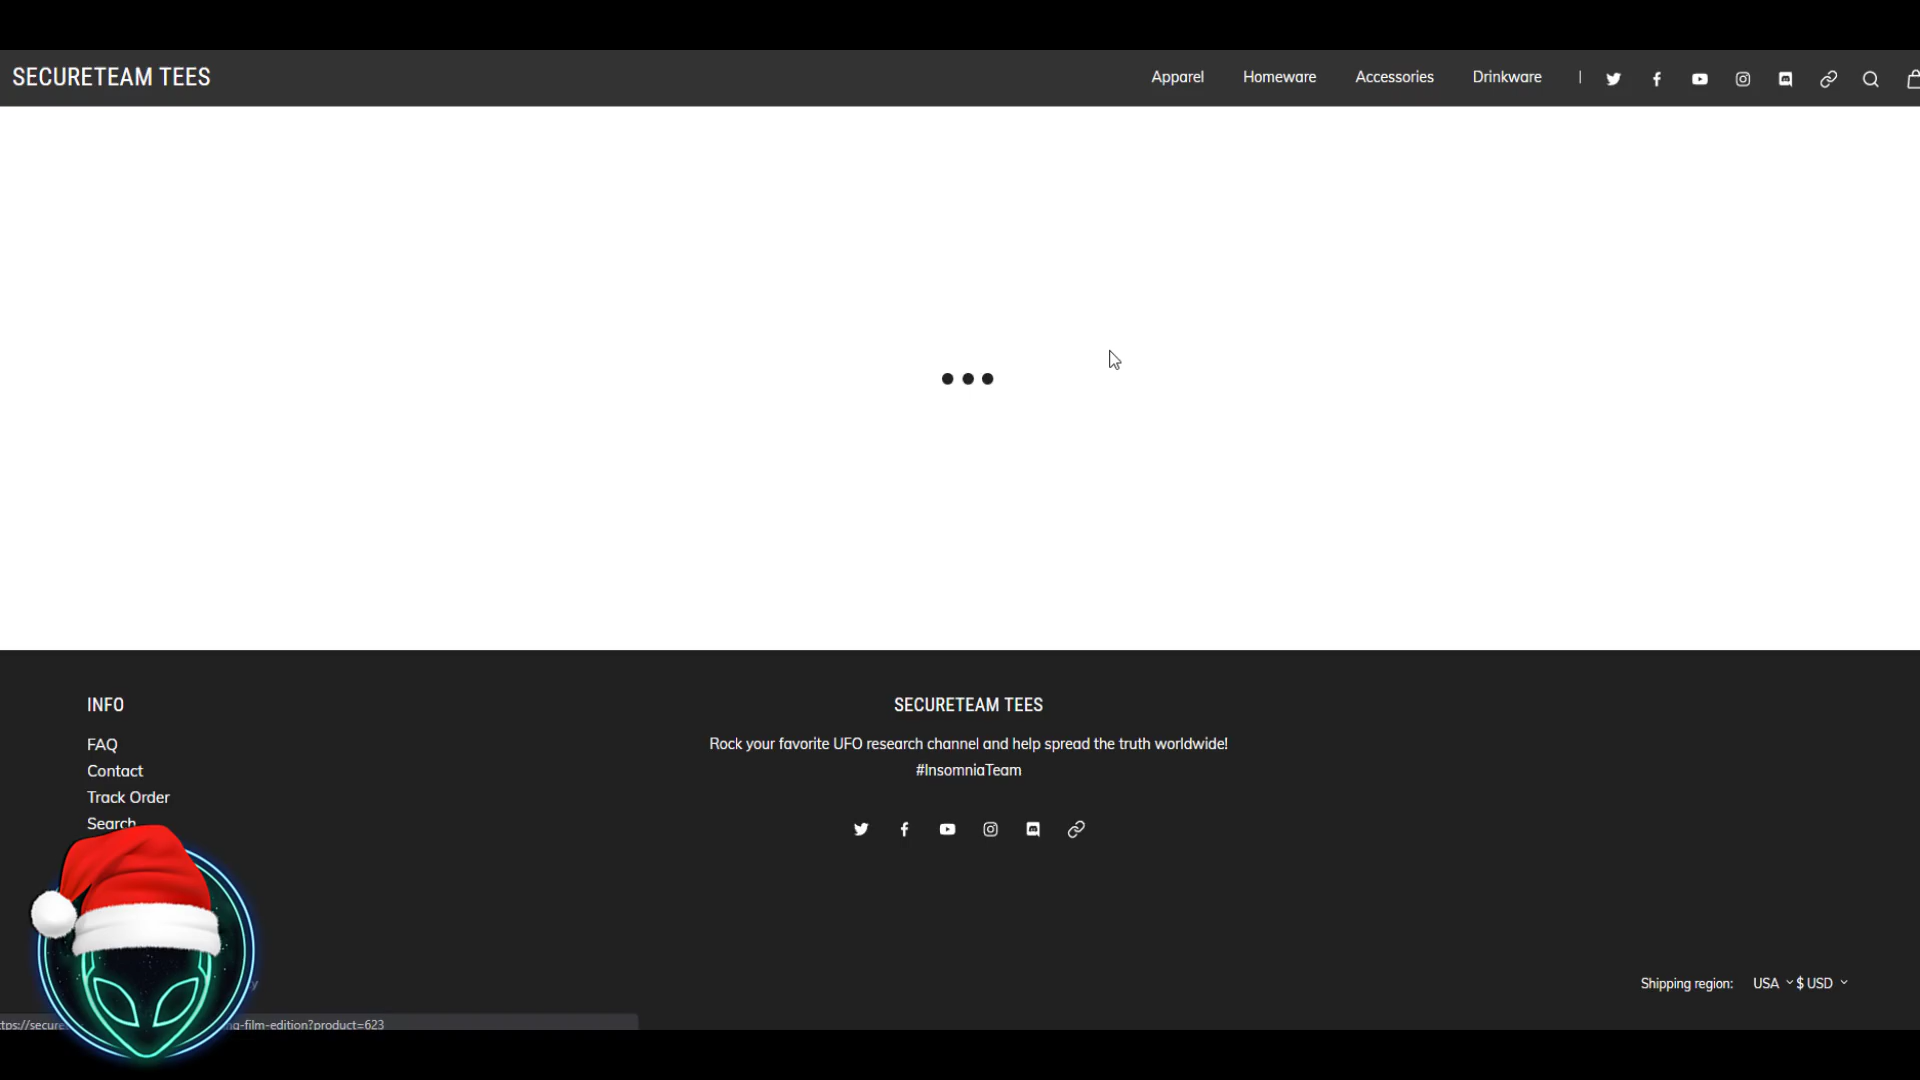 SECURETEAM TEES
Apparel Homeware Accessories Drinkware |
INFO
FAQ
Contact
Track Order
Search
SECURETEAM TEES
Rock your favorite UFO research channel and help spread the truth worldwide!
#InsomniaTeam
Shipping region: USA $ USD
ttps://secure
g-film-edition?product=623